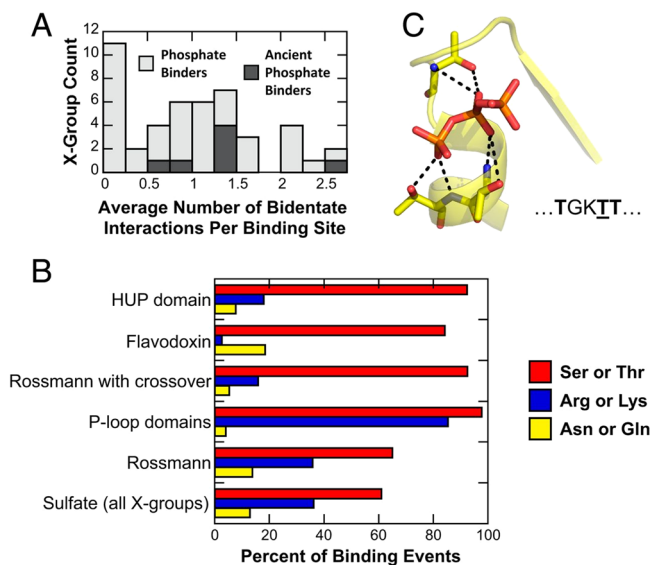 A
12
10
8
6
4
2
0
X-Group Count
Phosphate
Binders
Ancient
Phosphate
Binders
0 0.5 1 1.5 2 2.5
Average Number of Bidentate
Interactions Per Binding Site
C
...TGKTT...
B
HUP domain
Flavodoxin
Rossmann with crossover
P-loop domains
Rossmann
Sulfate (all X-groups)
0 20 40 60 80 100
Percent of Binding Events
Ser or Thr
Arg or Lys
Asn or Gln